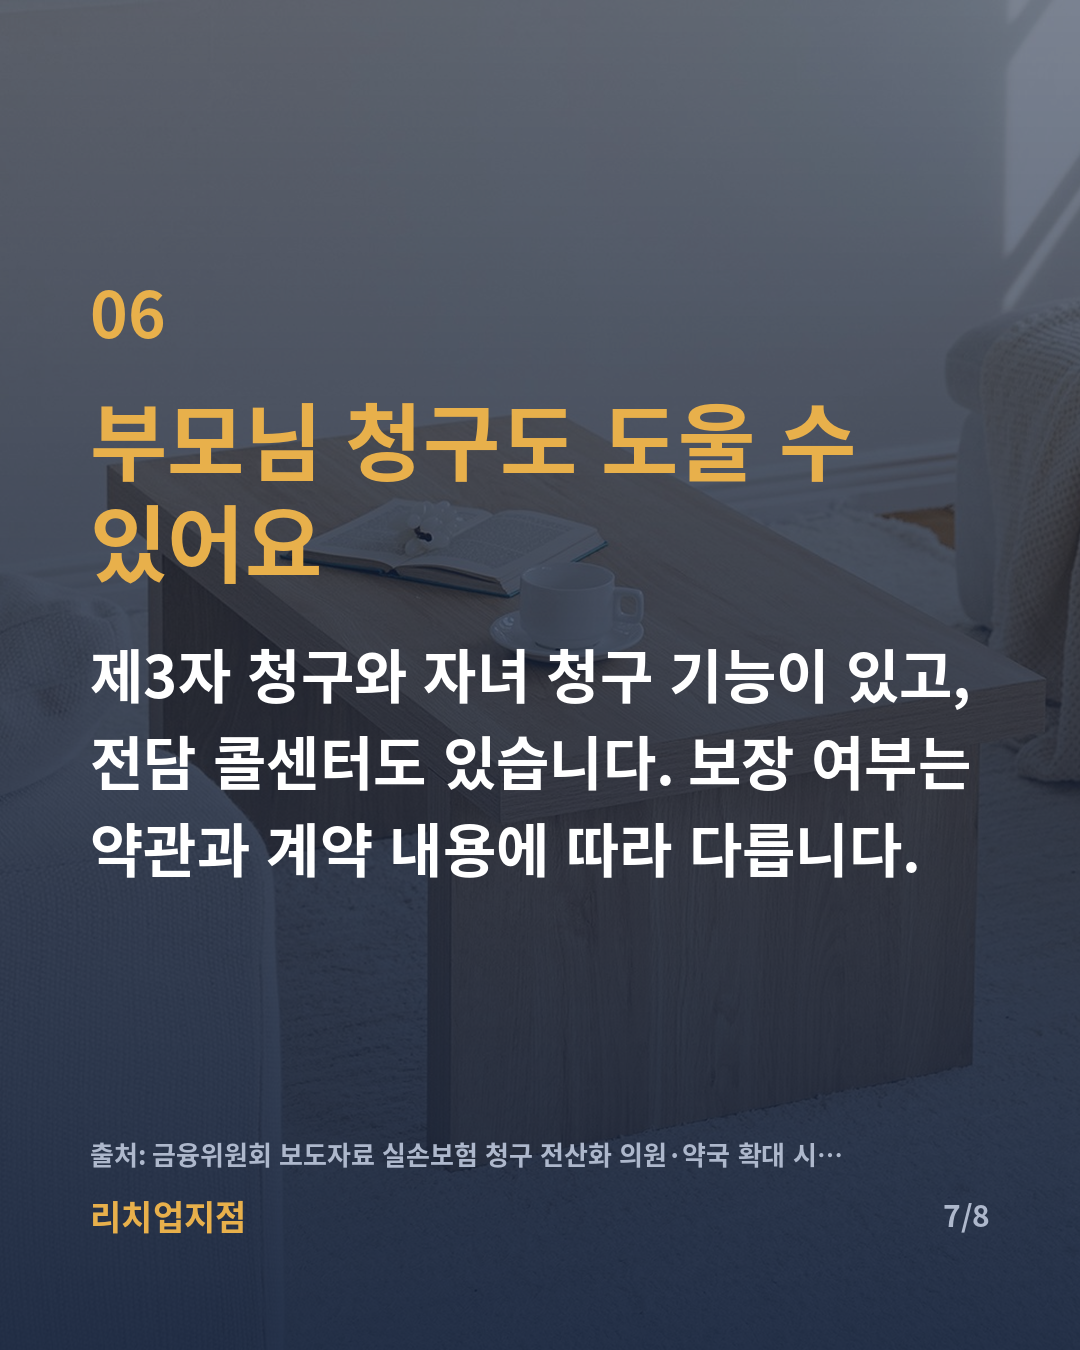 06
부모님 청구도 도울 수
있어요
제3자 청구와 자녀 청구 기능이 있고,
전담 콜센터도 있습니다. 보장 여부는
약관과 계약 내용에 따라 다릅니다.
출처: 금융위원회 보도자료 실손보험 청구 전산화 의원·약국 확대 시…
리치업지점
7/8